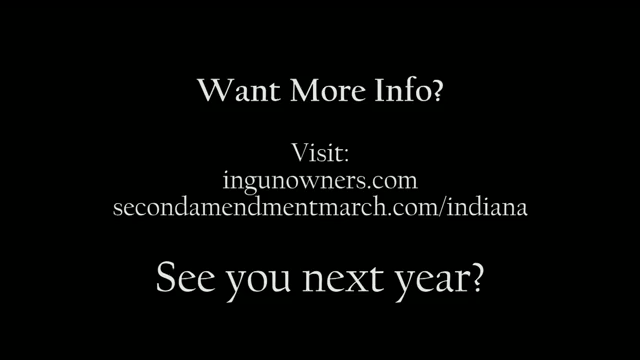 Want More Info?
Visit:
ingunowners.com
secondamendmentmarch.com/indiana
See you next year?